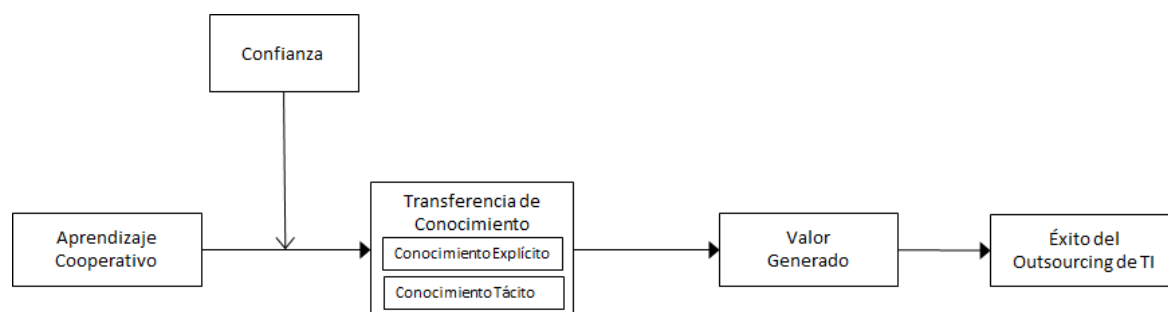 Confianza
Aprendizaje
Cooperativo
Transferencia de
Conocimiento
Conocimiento Explícito
Conocimiento Tácito
Valor
Generado
Éxito del
Outsourcing de TI